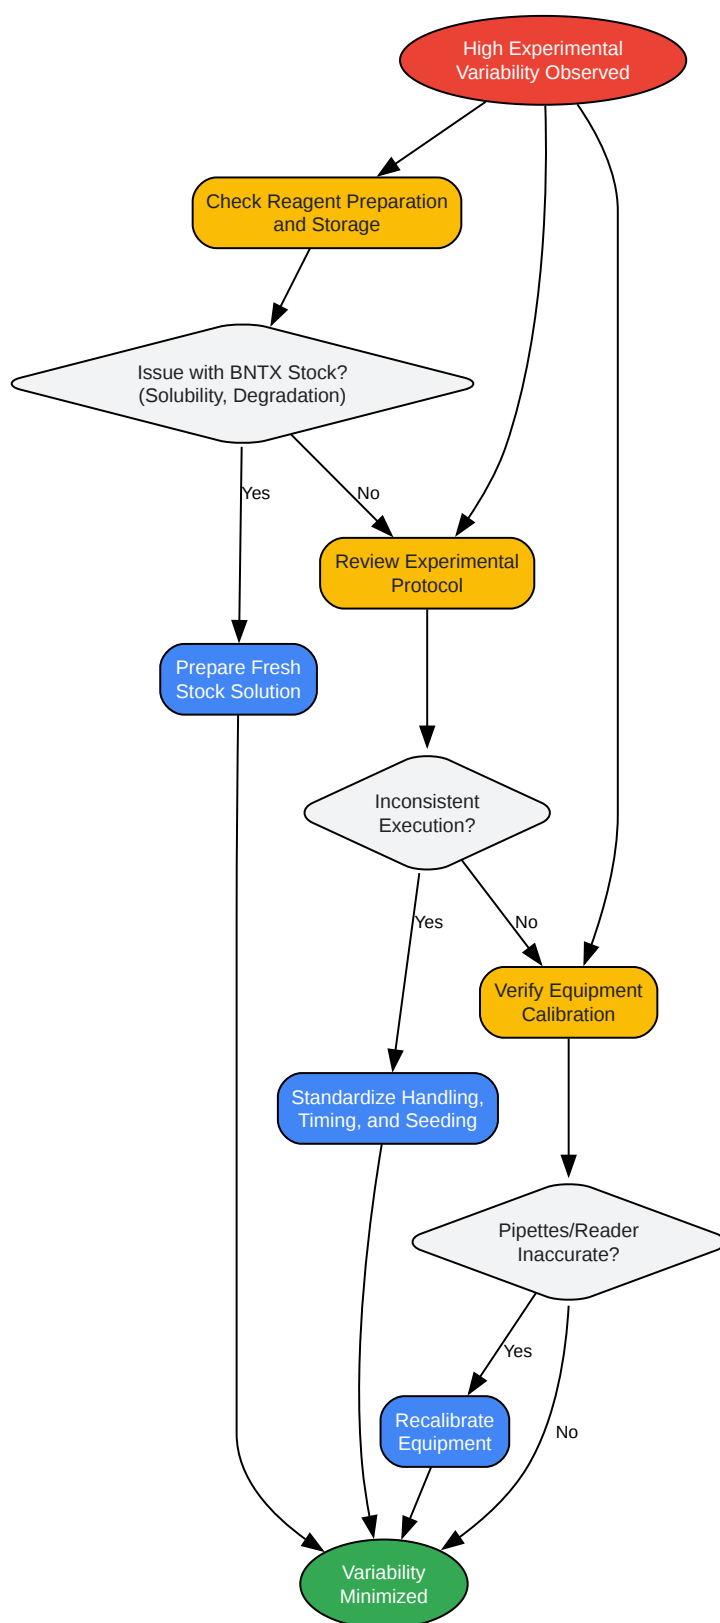 High Experimental
Variability Observed
Check Reagent Preparation
and Storage
Issue with BNTX Stock?
(Solubility, Degradation)
Yes
No
Review Experimental
Protocol
Prepare Fresh
Stock Solution
Inconsistent
Execution?
Yes
No
Verify Equipment
Calibration
Standardize Handling,
Timing, and Seeding
Pipettes/Reader
Inaccurate?
Yes
No
Recalibrate
Equipment
Variability
Minimized